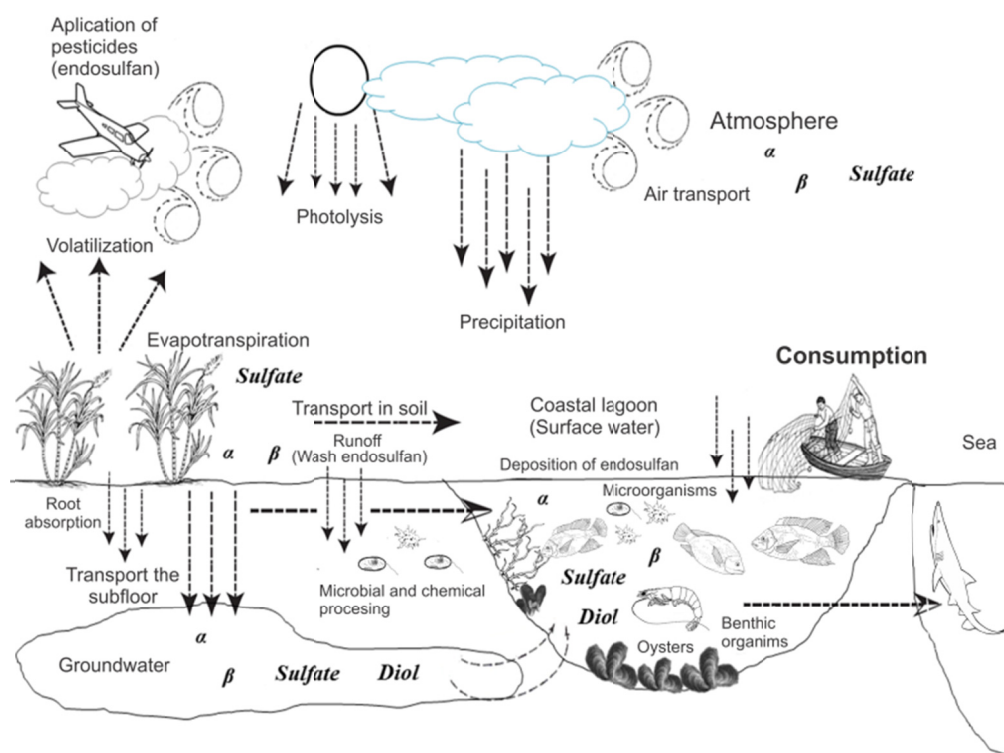 Aplication of
pesticides
(endosulfan)
Volatilization
Photolysis
Precipitation
Atmosphere
α
β
Sulfate
Air transport
Evapotranspiration
Sulfate
α
β
Transport in soil
Runoff
(Wash endosulfan)
Coastal lagoon
(Surface water)
Deposition of endosulfan
Consumption
Sea
Root
absorption
Transport the
subfloor
Microbial and chemical
procesing
α
Microorganisms
β
Sulfate
Diol
Oysters
Benthic
organims
Groundwater
α
β
Sulfate
Diol